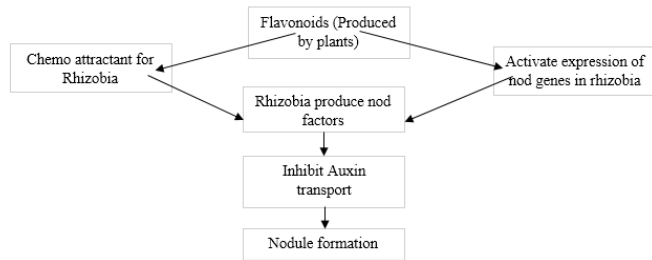 Flavonoids (Produced
by plants)
Chemo attractant for
Rhizobia
Activate expression of
nod genes in rhizobia
Rhizobia produce nod
factors
Inhibit Auxin
transport
Nodule formation